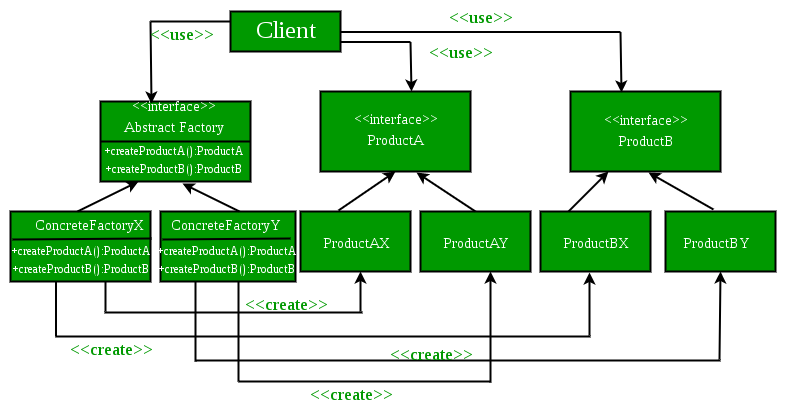 <<use>>
Client
<<use>>
<<use>>
<<interface>>
Abstract Factory
+createProductA():ProductA
+createProductB():ProductB
<<interface>>
ProductA
<<interface>>
ProductB
ConcreteFactoryX
+createProductA():ProductA
+createProductB():ProductB
ConcreteFactoryY
+createProductA():ProductA
+createProductB():ProductB
ProductAX
ProductAY
ProductBX
ProductBY
<<create>>
<<create>>
<<create>>
<<create>>